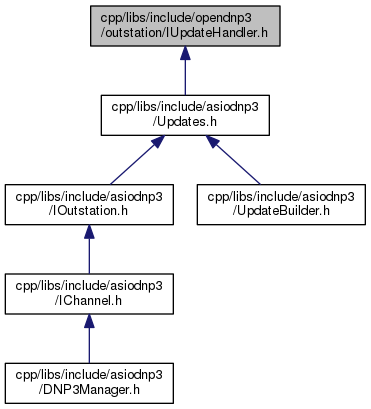 cpp/libs/include/opendnp3
/outstation/IUpdateHandler.h
cpp/libs/include/asiodnp3
/Updates.h
cpp/libs/include/asiodnp3
/IOutstation.h
cpp/libs/include/asiodnp3
/UpdateBuilder.h
cpp/libs/include/asiodnp3
/IChannel.h
cpp/libs/include/asiodnp3
/DNP3Manager.h